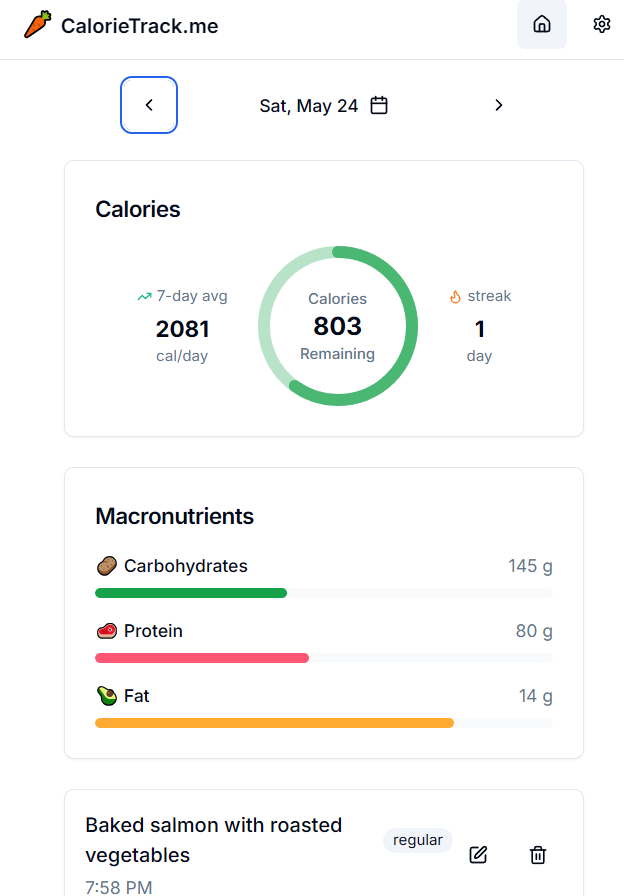 CalorieTrack.me
Sat, May 24
Calories
7-day avg
2081
cal/day
Calories
803
Remaining
streak
1
day
Macronutrients
Carbohydrates 145 g
Protein 80 g
Fat 14 g
Baked salmon with roasted
vegetables
regular
7:58 PM